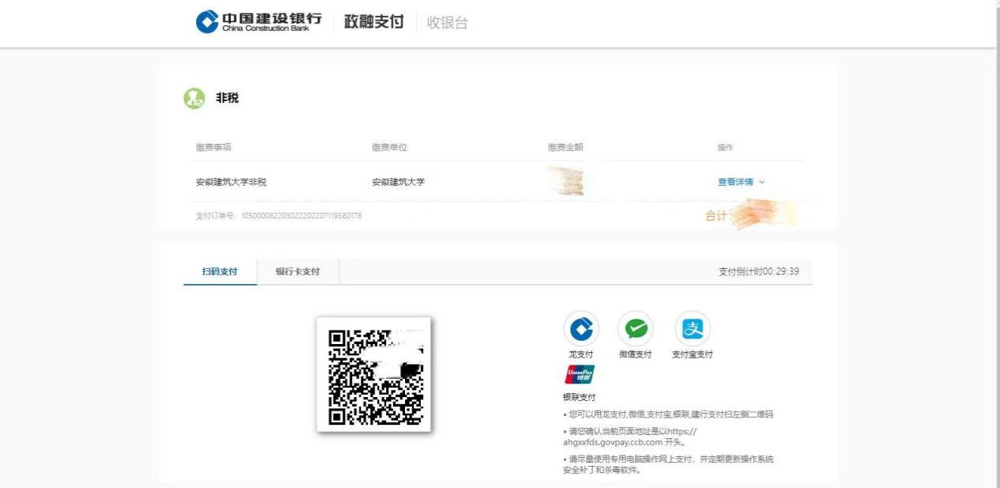 中国建设银行 China Construction Bank 政融支付 收银台
非税
缴费事项 缴费单位 缴费金额 操作
安徽建筑大学非税 安徽建筑大学 查看详情
支付订单号: 合计:
扫码支付 银行卡支付 支付倒计时00:29:39
龙支付 微信支付 支付宝支付
UnionPay 银联
银联支付
• 您可以用龙支付,微信,支付宝,银联,建行支付扫左侧二维码
• 请您确认当前页面地址是以https://
ahgxxfds.govpay.ccb.com 开头。
• 请尽量使用专用电脑操作网上支付，并定期更新操作系统
安全补丁和杀毒软件。